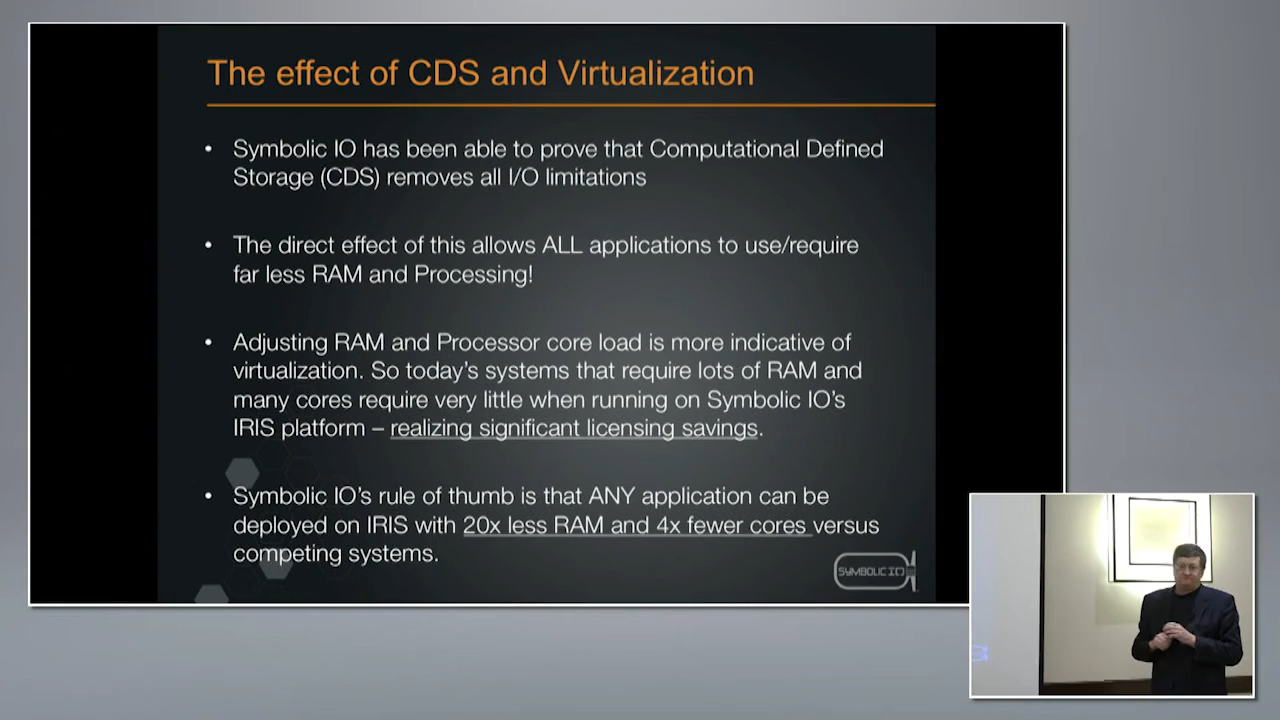 The effect of CDS and Virtualization
• Symbolic IO has been able to prove that Computational Defined
Storage (CDS) removes all I/O limitations
• The direct effect of this allows ALL applications to use/require
far less RAM and Processing!
• Adjusting RAM and Processor core load is more indicative of
virtualization. So today's systems that require lots of RAM and
many cores require very little when running on Symbolic IO's
IRIS platform – realizing significant licensing savings.
• Symbolic IO's rule of thumb is that ANY application can be
deployed on IRIS with 20x less RAM and 4x fewer cores versus
competing systems.
SYMBOLIC IO